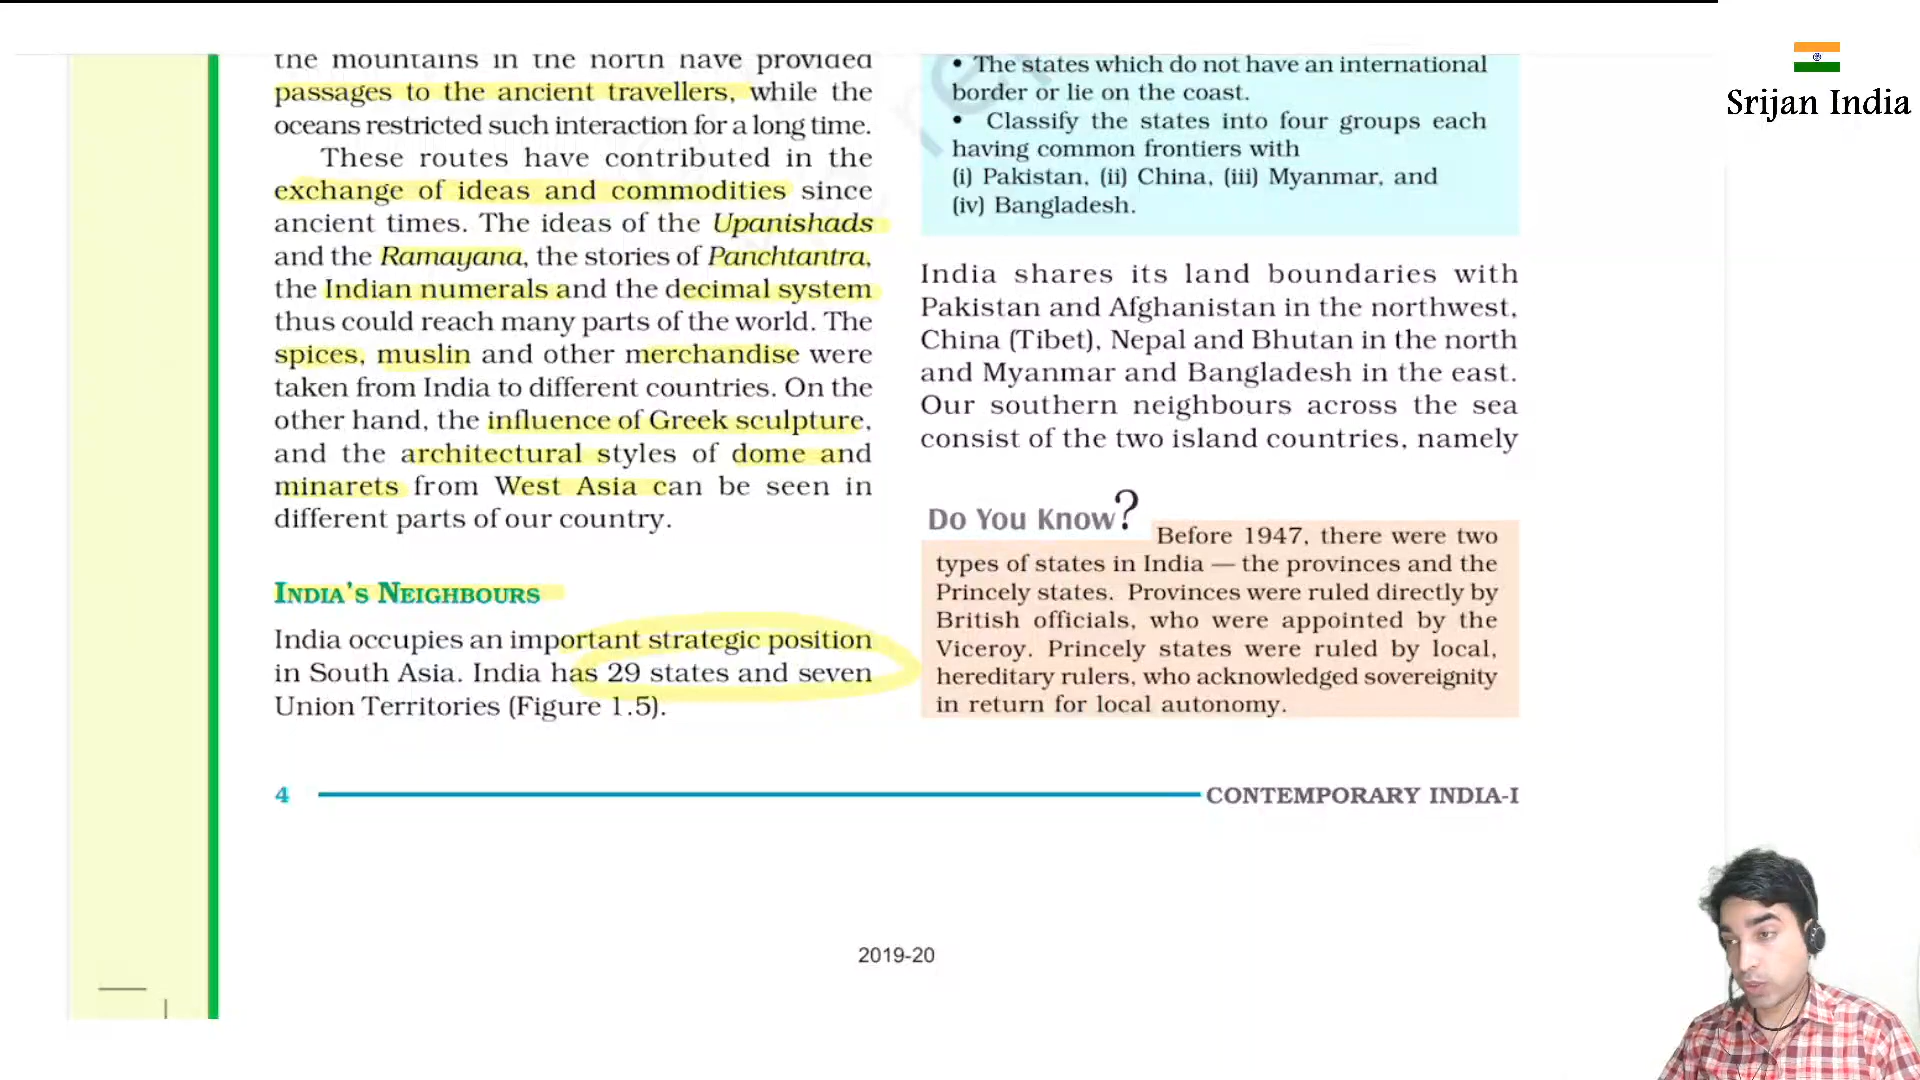 the mountains in the north have provided
passages to the ancient travellers, while the
oceans restricted such interaction for a long time.
These routes have contributed in the
exchange of ideas and commodities since
ancient times. The ideas of the Upanishads
and the Ramayana, the stories of Panchtantra,
the Indian numerals and the decimal system
thus could reach many parts of the world. The
spices, muslin and other merchandise were
taken from India to different countries. On the
other hand, the influence of Greek sculpture,
and the architectural styles of dome and
minarets from West Asia can be seen in
different parts of our country.
INDIA'S NEIGHBOURS
India occupies an important strategic position
in South Asia. India has 29 states and seven
Union Territories (Figure 1.5).
• The states which do not have an international
border or lie on the coast.
• Classify the states into four groups each
having common frontiers with
(i) Pakistan, (ii) China, (iii) Myanmar, and
(iv) Bangladesh.
India shares its land boundaries with
Pakistan and Afghanistan in the northwest,
China (Tibet), Nepal and Bhutan in the north
and Myanmar and Bangladesh in the east.
Our southern neighbours across the sea
consist of the two island countries, namely
Do You Know?
Before 1947, there were two
types of states in India — the provinces and the
Princely states. Provinces were ruled directly by
British officials, who were appointed by the
Viceroy. Princely states were ruled by local,
hereditary rulers, who acknowledged sovereignty
in return for local autonomy.
4
CONTEMPORARY INDIA-I
2019-20
Srijan India